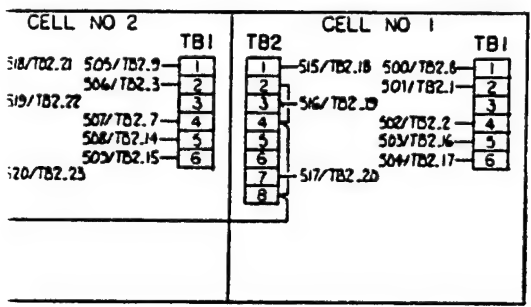 CELL NO 2
CELL NO 1
TB1
TB2
TB1
518/TB2.21 505/TB2.9 1
506/TB2.3 2
519/TB2.22 3
507/TB2.7 4
508/TB2.14 5
509/TB2.15 6
520/TB2.23
1 515/TB2.18 500/TB2.8 1
2 501/TB2.1 2
3 516/TB2.19 3
4 502/TB2.2 4
5 503/TB2.16 5
6 504/TB2.17 6
7 517/TB2.20
8